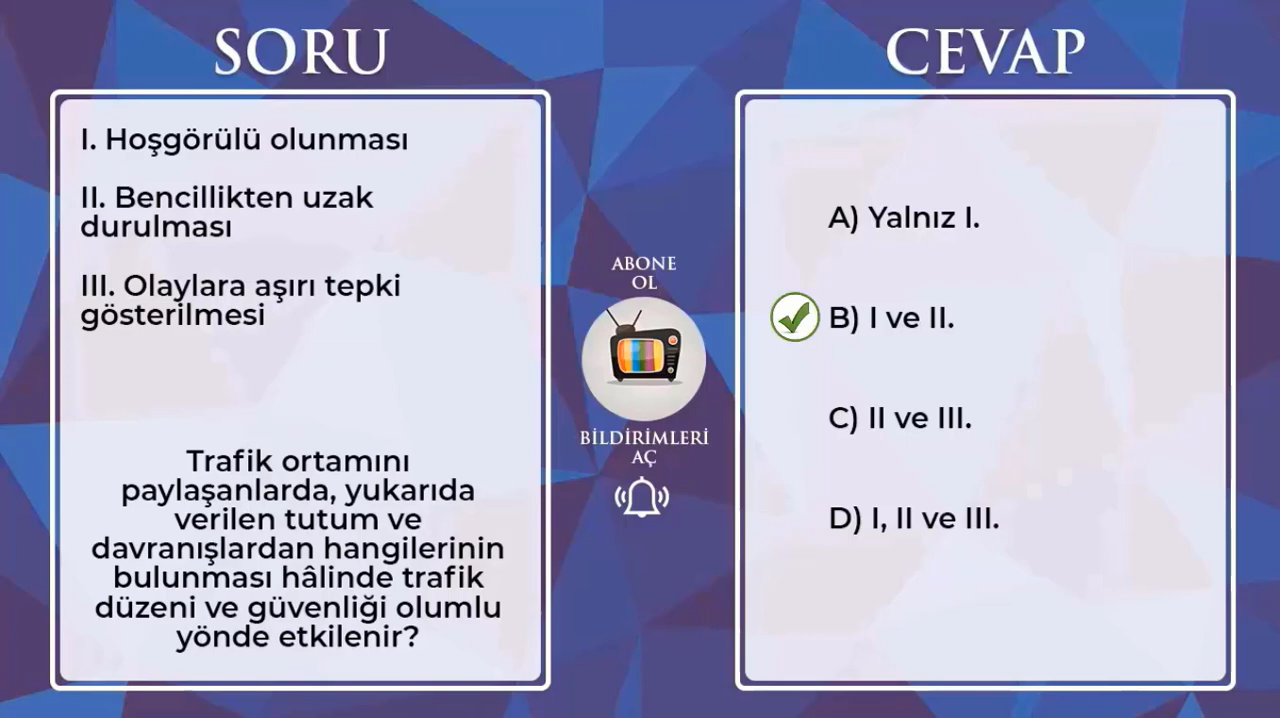 SORU
I. Hoşgörülü olunması
II. Bencillikten uzak
durulması
III. Olaylara aşırı tepki
gösterilmesi
Trafik ortamını
paylaşanlarda, yukarıda
verilen tutum ve
davranışlardan hangilerinin
bulunması hâlinde trafik
düzeni ve güvenliği olumlu
yönde etkilenir?
ABONE
OL
BİLDİRİMLERİ
AÇ
CEVAP
A) Yalnız I.
B) I ve II.
C) II ve III.
D) I, II ve III.